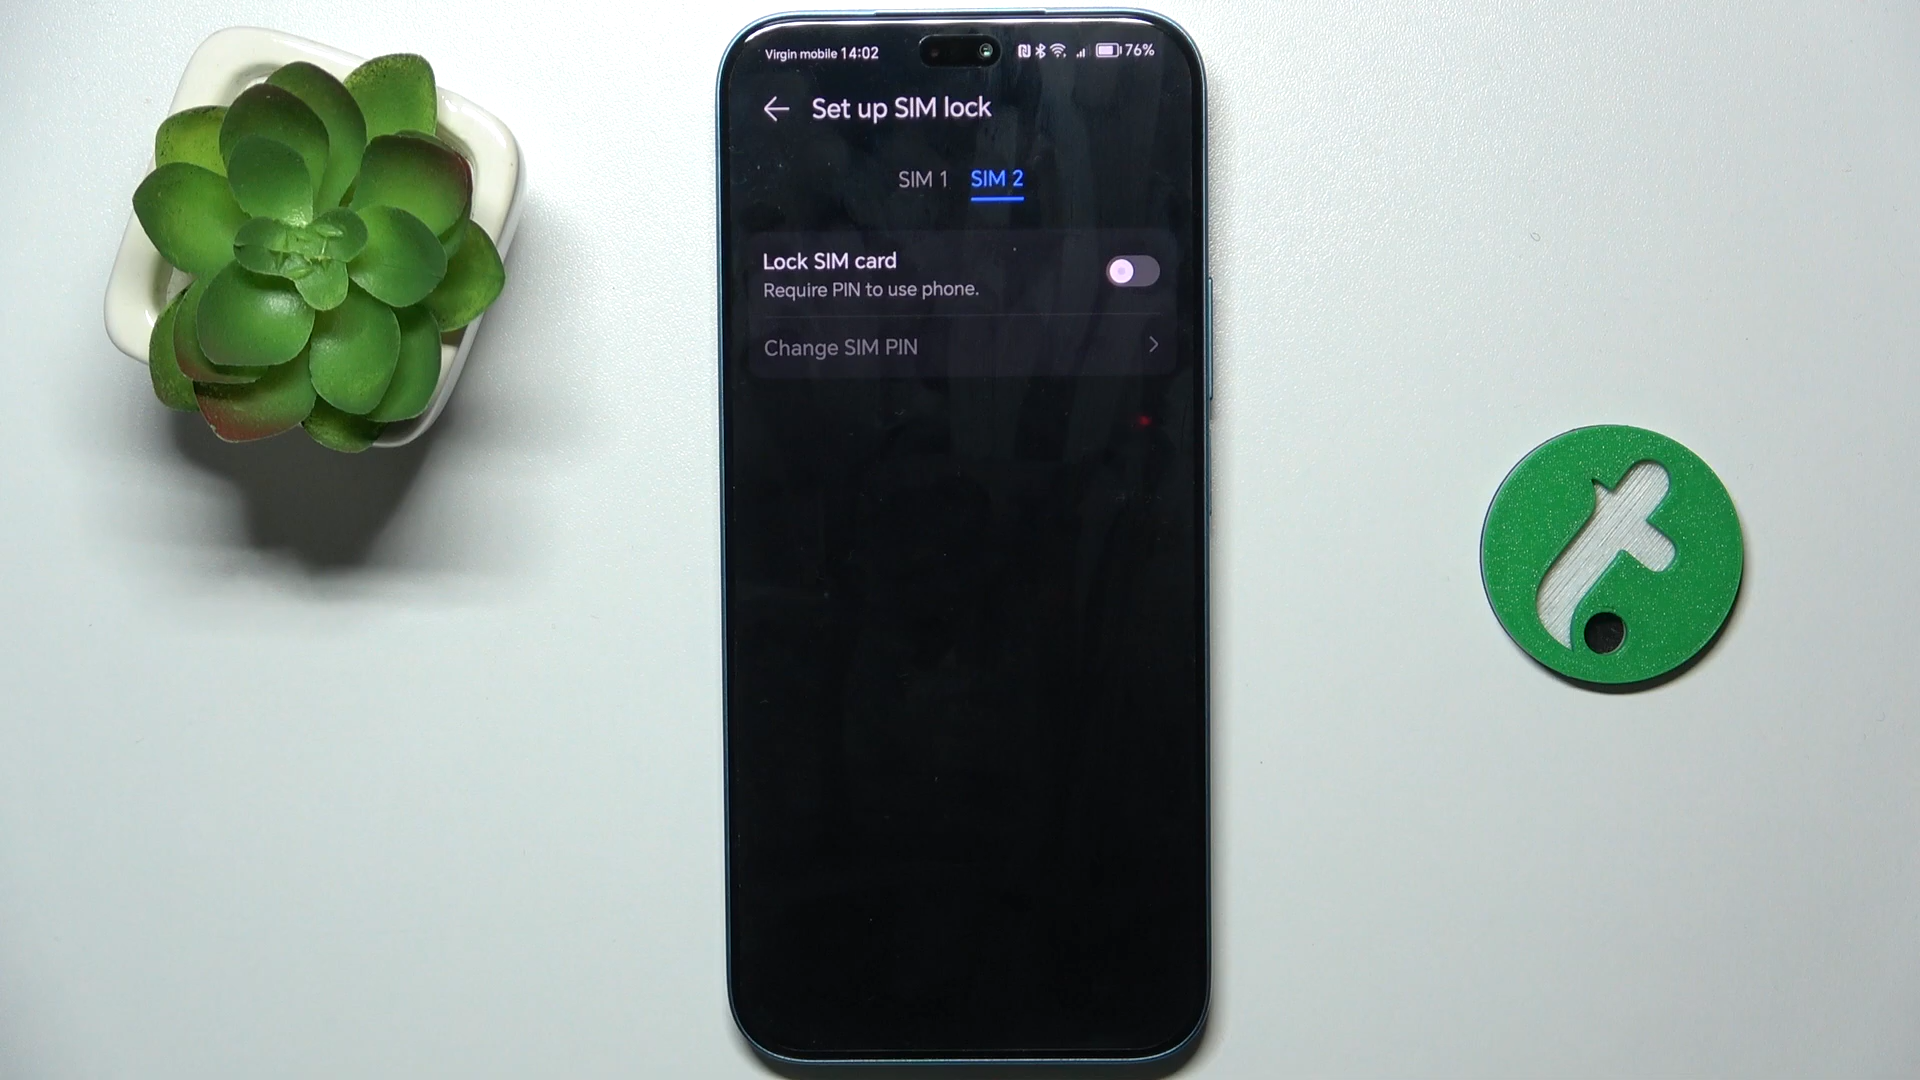 Virgin mobile 14:02
76%
Set up SIM lock
SIM 1 SIM 2
Lock SIM card
Require PIN to use phone.
Change SIM PIN